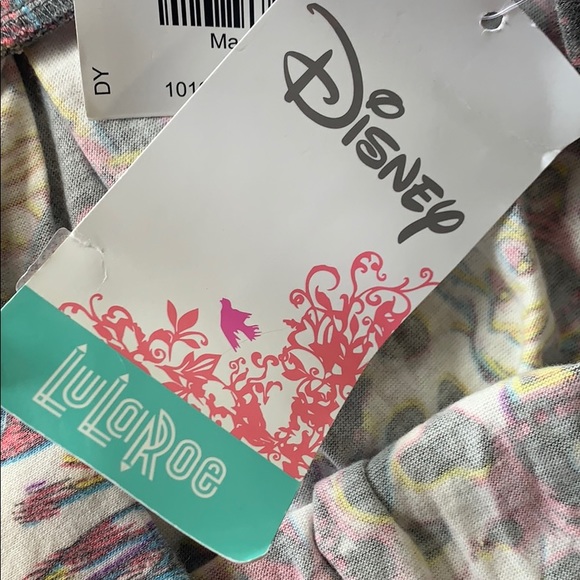 DY
Ma
101
Disney
LuLaRoe